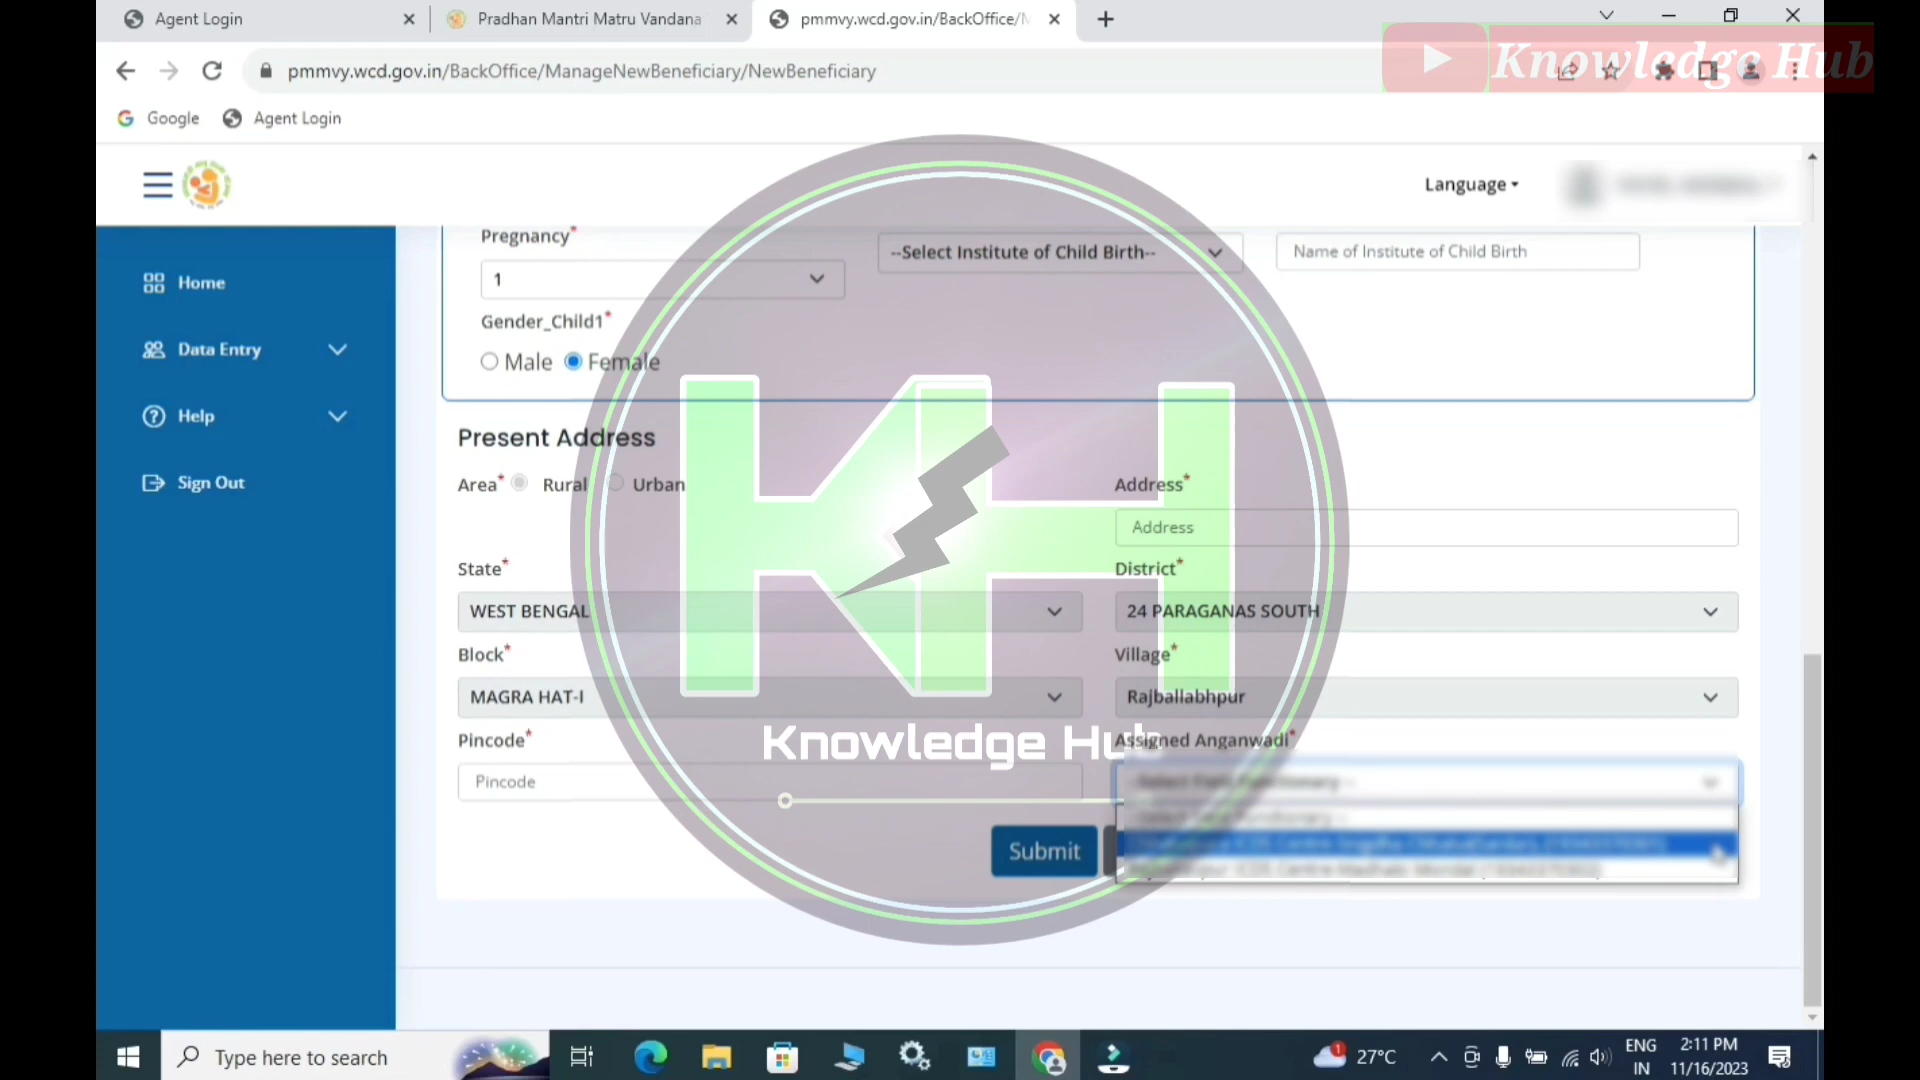 Agent Login
Pradhan Mantri Matru Vandana
pmmvy.wcd.gov.in/BackOffice/M
Knowledge Hub
pmmvy.wcd.gov.in/BackOffice/ManageNewBeneficiary/NewBeneficiary
Google
Agent Login
Language
Home
Data Entry
Help
Sign Out
Pregnancy*
1
--Select Institute of Child Birth--
Name of Institute of Child Birth
Gender_Child1*
Male Female
Present Address
Area* Rural Urban
Address*
Address
State*
District*
WEST BENGAL
24 PARAGANAS SOUTH
Block*
Village*
MAGRA HAT-I
Rajballabhpur
Pincode*
Assigned Anganwadi*
Pincode
KH
Knowledge Hub
Submit
Type here to search
1
27°C
ENG
IN
2:11 PM
11/16/2023